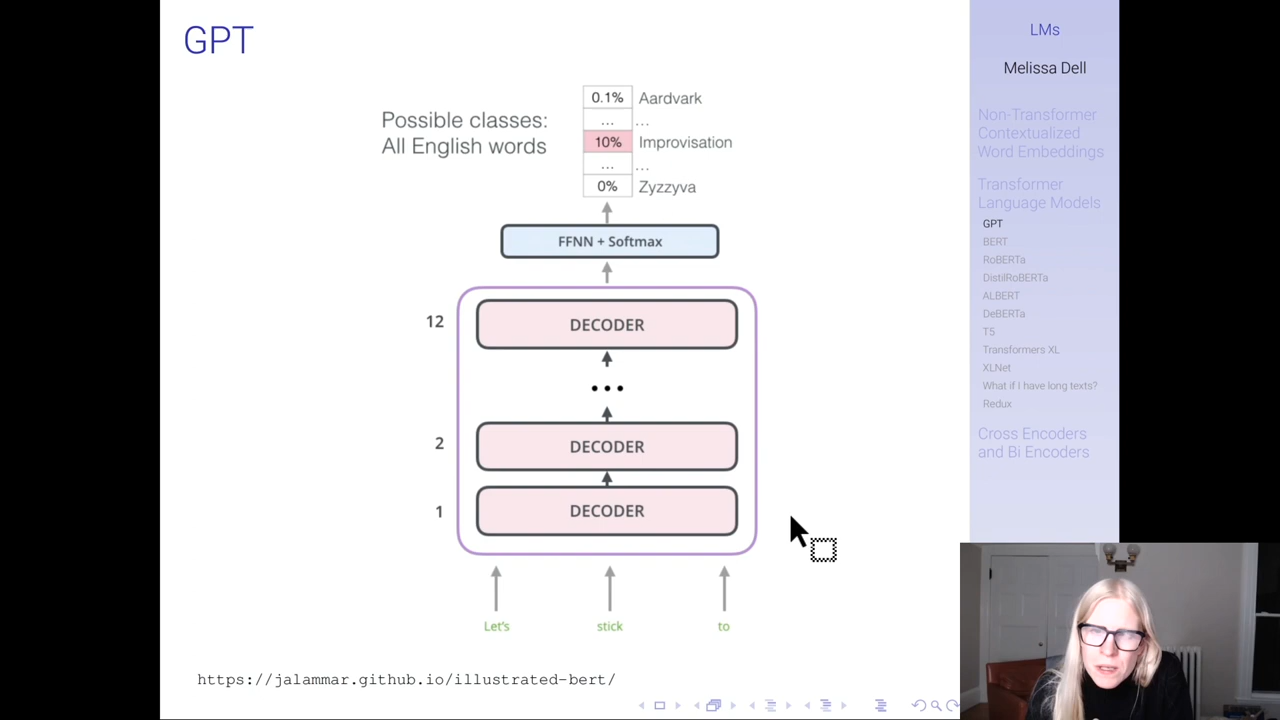 GPT
Possible classes:
All English words
0.1% Aardvark
... ...
10% Improvisation
... ...
0% Zyzzyva
FFNN + Softmax
12 DECODER
...
2 DECODER
1 DECODER
Let's stick to
https://jalammar.github.io/illustrated-bert/
LMs
Melissa Dell
Non-Transformer
Contextualized
Word Embeddings
Transformer
Language Models
GPT
BERT
RoBERTa
DistilRoBERTa
ALBERT
DeBERTa
T5
Transformers XL
XLNet
What if I have long texts?
Redux
Cross Encoders
and Bi Encoders